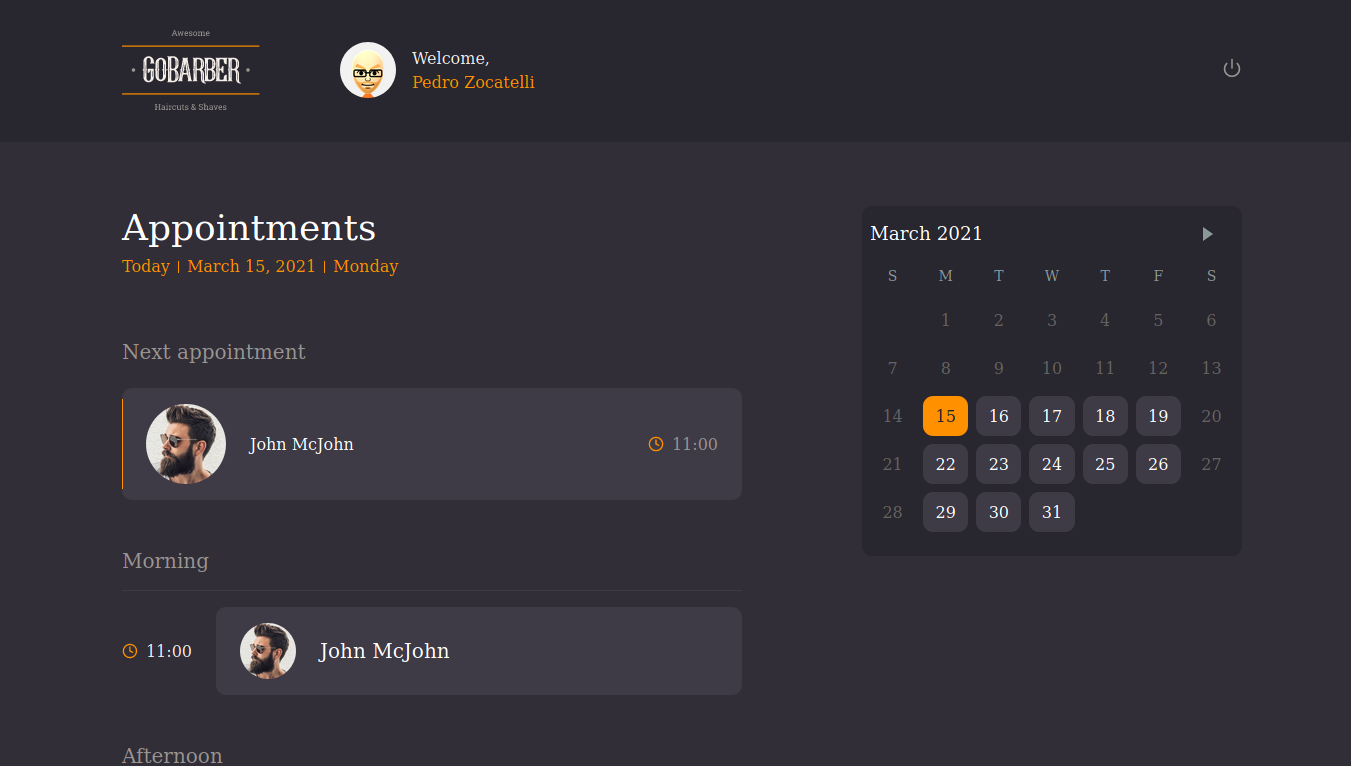 Awesome
GOBARBER
Haircuts & Shaves
Welcome,
Pedro Zocatelli
Appointments
Today | March 15, 2021 | Monday
Next appointment
John McJohn
11:00
Morning
11:00
John McJohn
Afternoon
March 2021
S M T W T F S
1 2 3 4 5 6
7 8 9 10 11 12 13
14 15 16 17 18 19 20
21 22 23 24 25 26 27
28 29 30 31